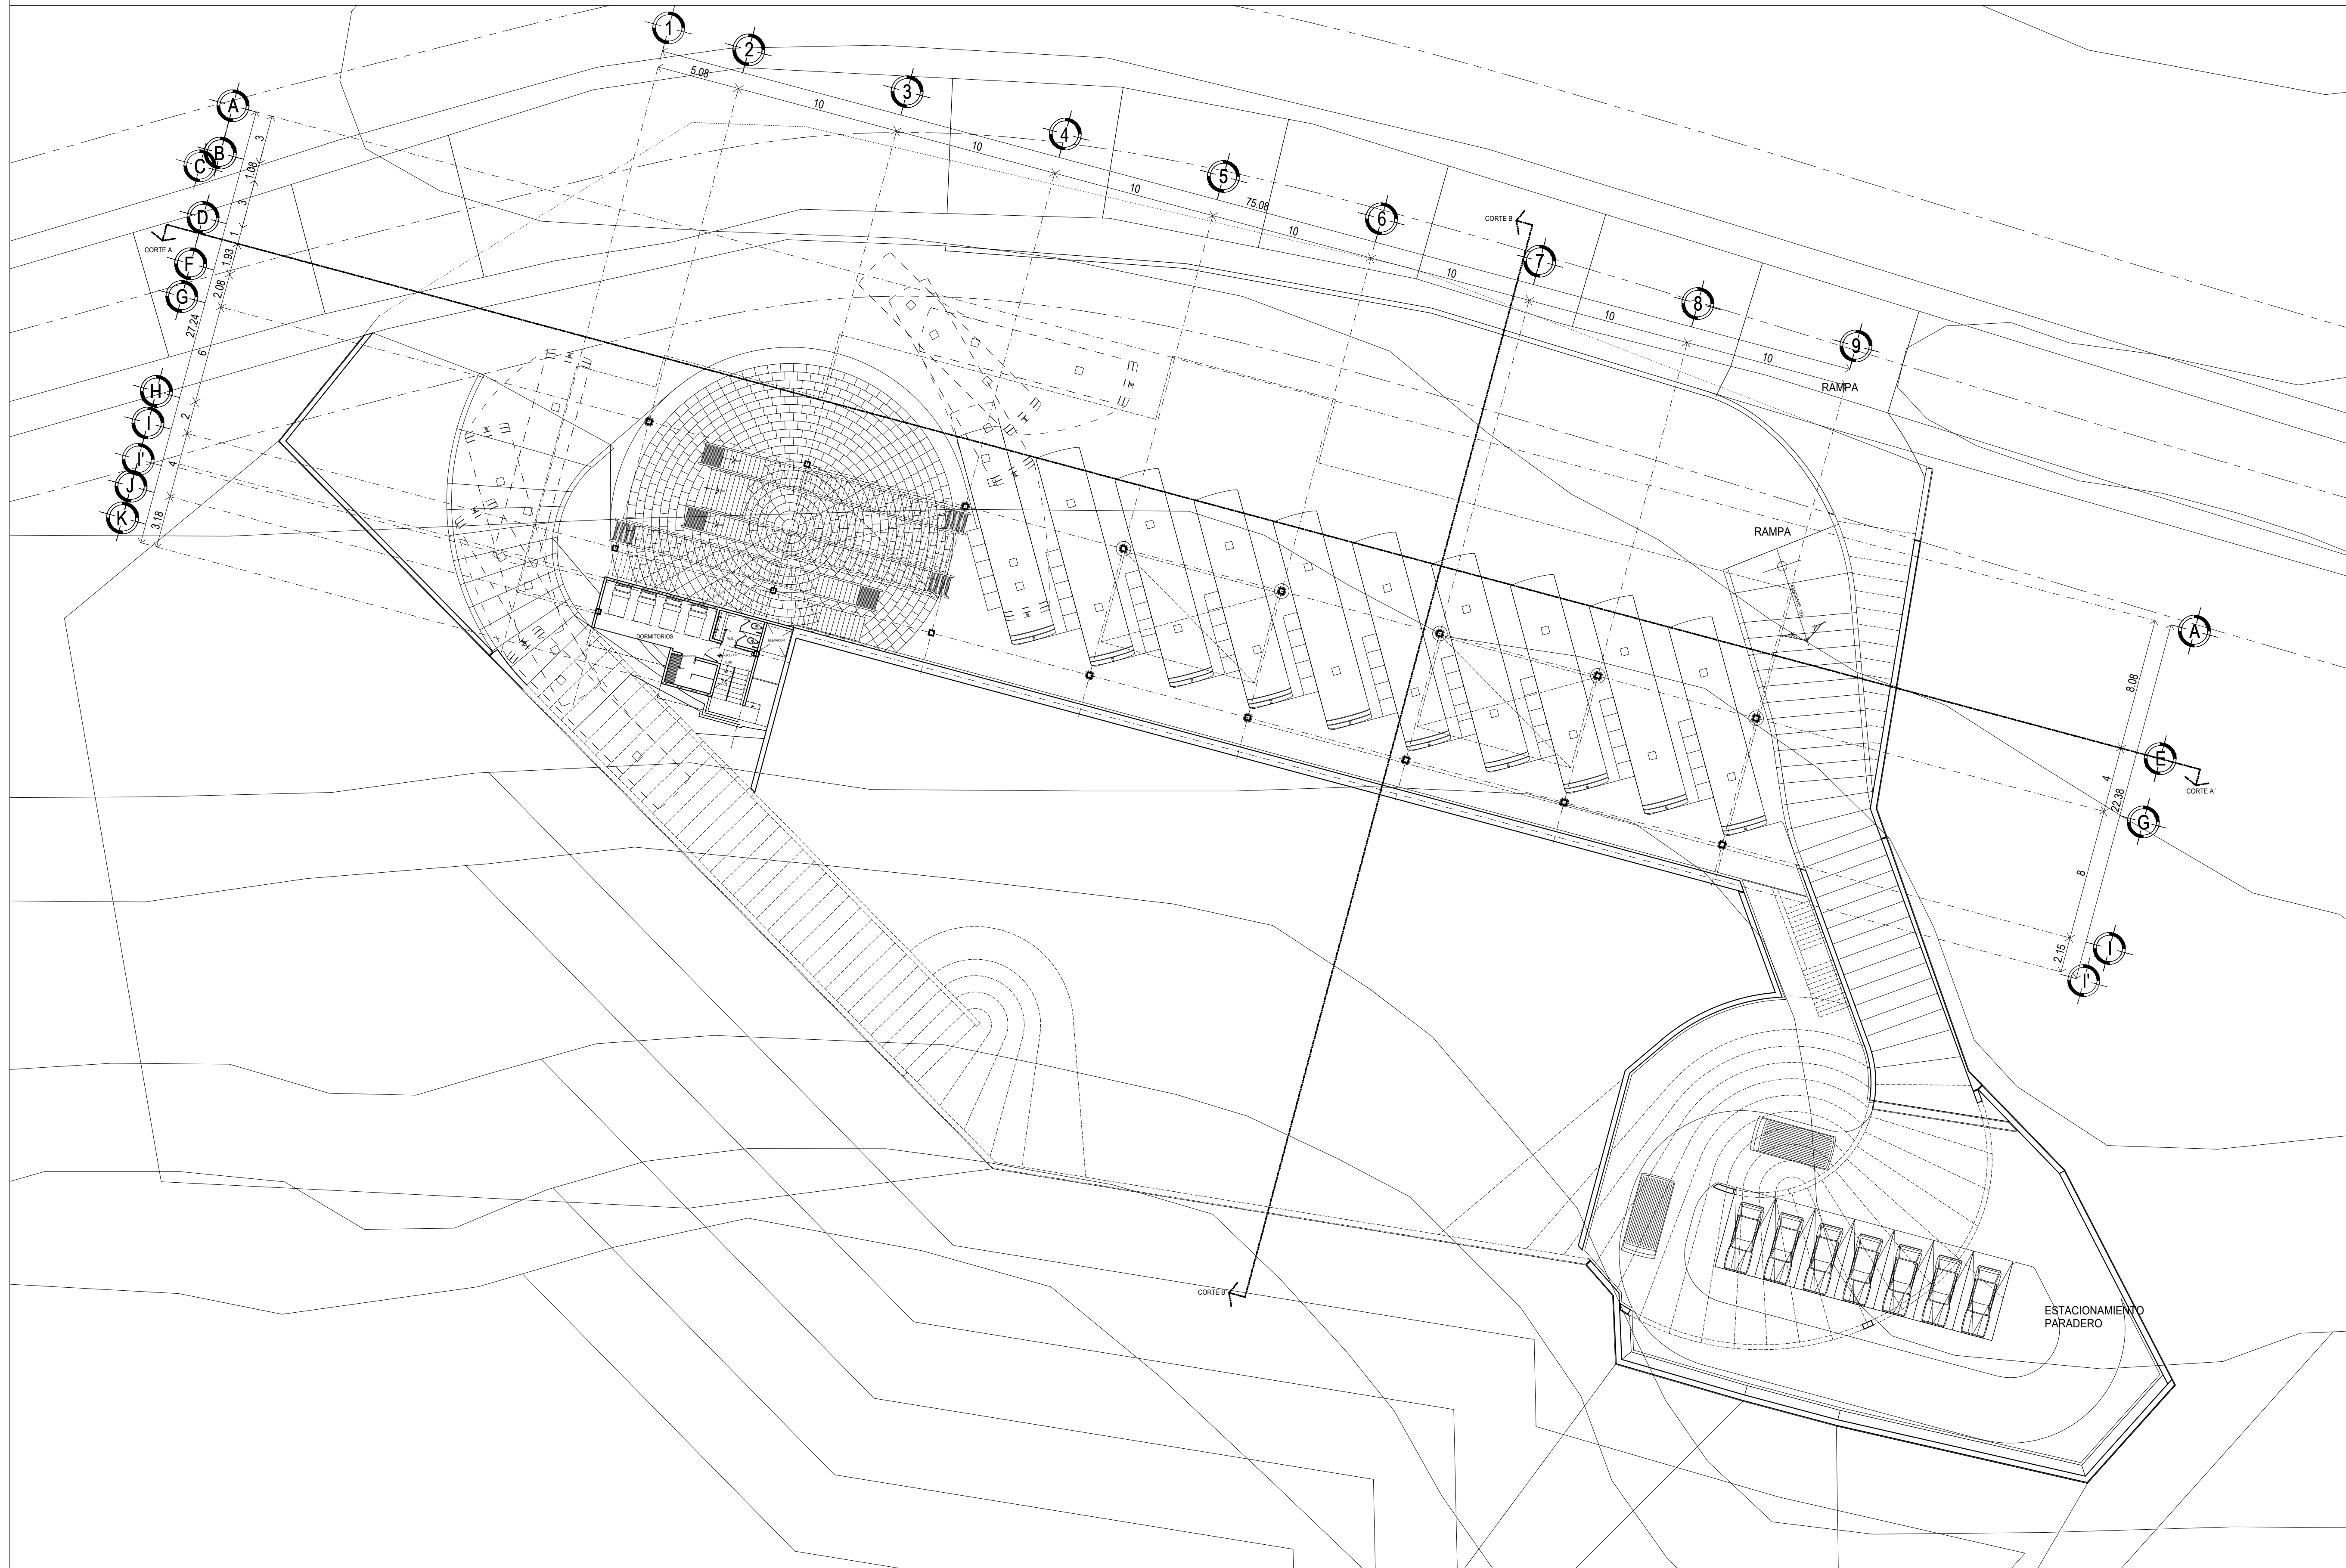 1
2
3
4
5
6
7
8
9
5.08
10
10
10
10
10
10
10
75.08
A
B
C
D
F
G
H
I
J'
J
K
3
1.08
3
1
1.93
2.08
27.24
6
2
4
3.18
CORTE A
CORTE B
RAMPA
RAMPA
DORMITORIOS
W.C.
ELEVADOR
A
E
G
I
I'
8.08
4
22.38
8
2.15
CORTE A'
CORTE B'
ESTACIONAMIENTO
PARADERO